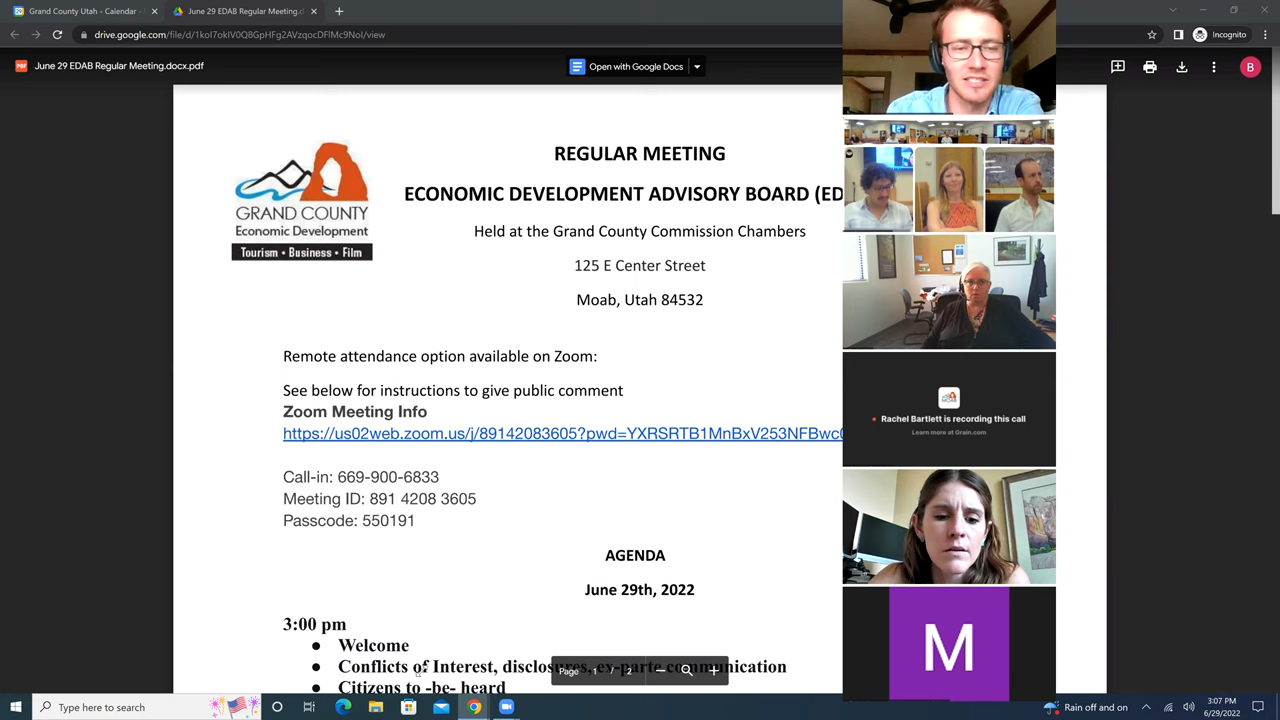 Grand County Utah - Calendar -
June 29 EDAB Regular Meeting.d
drive.google.com/file/d/1koI7okIV0Q8GpHFg2AVzqocDFlMc9NoI/view
Incognito
PDF
June 29 EDAB Regular Meeting.docx.pdf
Open with Google Docs
B
GRAND COUNTY
Economic Development
Tourism • Business • Film
REGULAR MEETING
ECONOMIC DEVELOPMENT ADVISORY BOARD (ED
Held at the Grand County Commission Chambers
125 E Center Street
Moab, Utah 84532
Remote attendance option available on Zoom:
See below for instructions to give public comment
Zoom Meeting Info
https://us02web.zoom.us/j/89142083605?pwd=YXRSRTB1MnBxV253NFBwc
Call-in: 669-900-6833
Meeting ID: 891 4208 3605
Passcode: 550191
AGENDA
June 29th, 2022
3:00 pm
● Welcome
● Conflicts of Interest, disclosures, ex-parte communication
● Citizens to -be- heard
Page 1 / 2
MOAB
Rachel Bartlett is recording this call
Learn more at Grain.com
M
Type here to search
Rain off and on
3:07 PM
6/29/2022